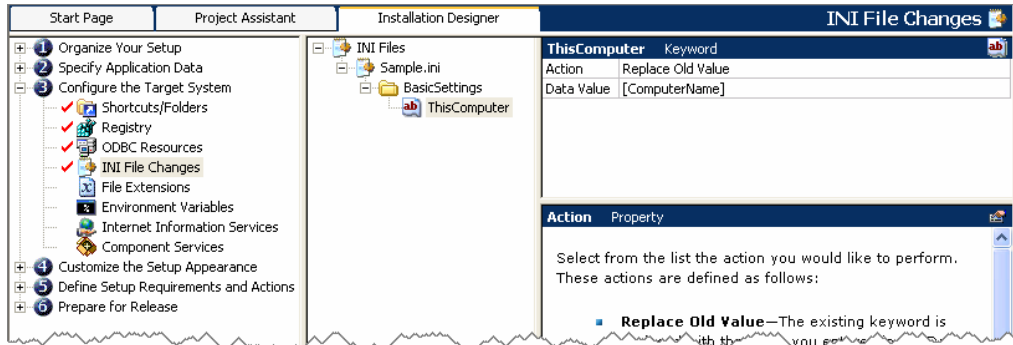 Start Page
Project Assistant
Installation Designer
INI File Changes
1 Organize Your Setup
2 Specify Application Data
3 Configure the Target System
Shortcuts/Folders
Registry
ODBC Resources
INI File Changes
File Extensions
Environment Variables
Internet Information Services
Component Services
4 Customize the Setup Appearance
5 Define Setup Requirements and Actions
6 Prepare for Release
INI Files
Sample.ini
BasicSettings
ab ThisComputer
ThisComputer Keyword ab
Action Replace Old Value
Data Value [ComputerName]
Action Property
Select from the list the action you would like to perform.
These actions are defined as follows:
Replace Old Value—The existing keyword is